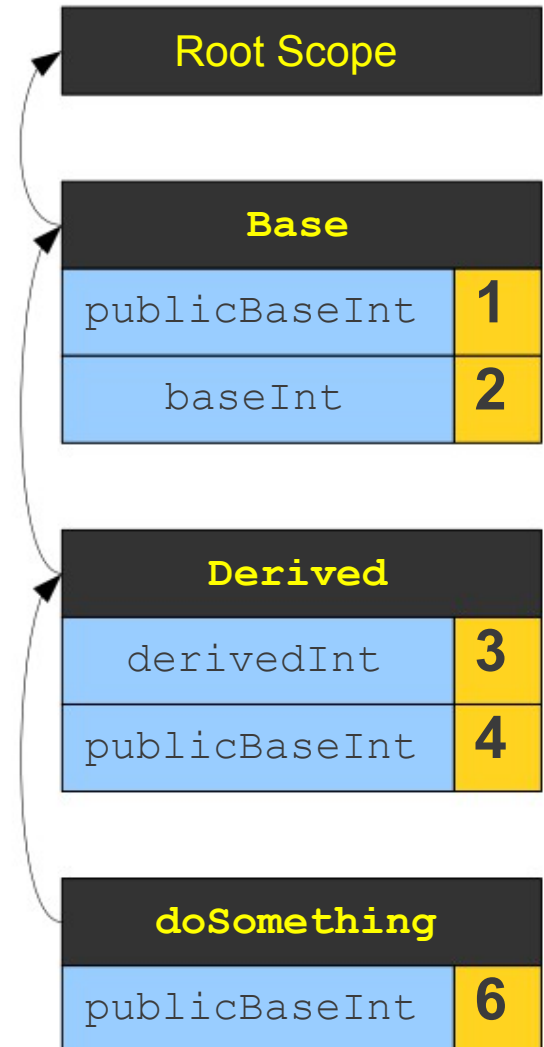 Root Scope
Base
publicBaseInt 1
baseInt 2
Derived
derivedInt 3
publicBaseInt 4
doSomething
publicBaseInt 6